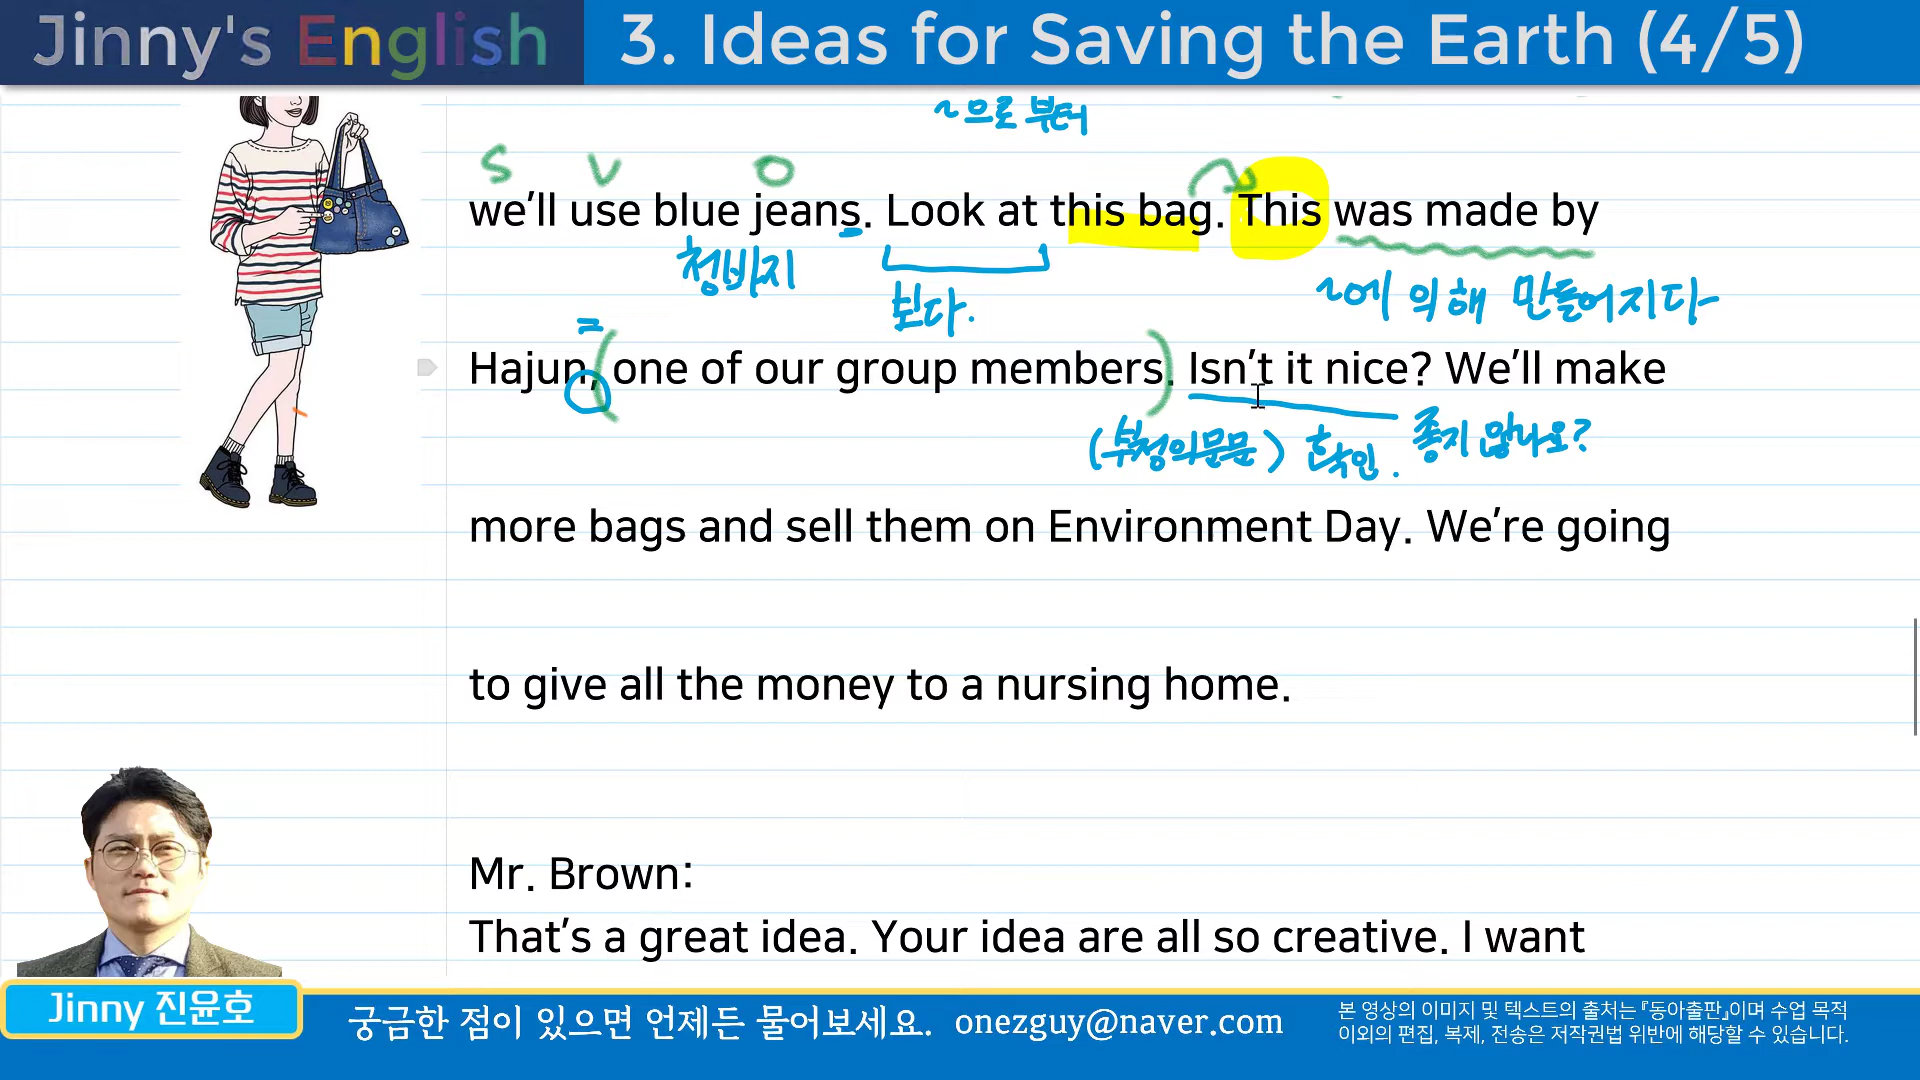 Jinny's English 3. Ideas for Saving the Earth (4/5)
~으로 부터
S V O
we'll use blue jeans. Look at this bag. This was made by
청바지 보다. ~에 의해 만들어지다
=
Hajun, (one of our group members). Isn't it nice? We'll make
(부정의문문) 확인. 좋지 않나요?
more bags and sell them on Environment Day. We're going
to give all the money to a nursing home.
Mr. Brown:
That's a great idea. Your idea are all so creative. I want
Jinny 진윤호
궁금한 점이 있으면 언제든 물어보세요. onezguy@naver.com
본 영상의 이미지 및 텍스트의 출처는 『동아출판』이며 수업 목적
이외의 편집, 복제, 전송은 저작권법 위반에 해당할 수 있습니다.